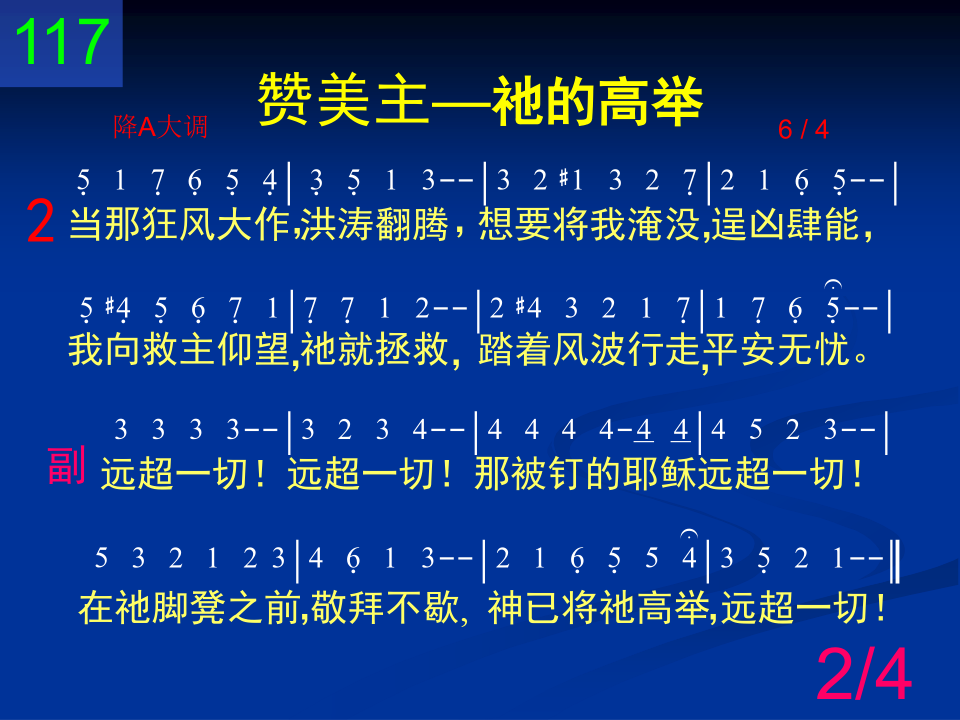 117
赞美主—祂的高举
降A大调
6 / 4
5̣ 1 7̣ 6̣ 5̣ 4̣| 3̣ 5̣ 1 3--|3 2 #1 3 2 7̣|2 1 6̣ 5̣--|
2 当那狂风大作,洪涛翻腾，想要将我淹没,逞凶肆能,
5̣ #4̣ 5̣ 6̣ 7̣ 1|7̣ 7̣ 1 2--|2 #4 3 2 1 7̣|1 7̣ 6̣ 5̣--|
我向救主仰望,祂就拯救, 踏着风波行走,平安无忧。
3 3 3 3--|3 2 3 4--|4 4 4 4-4 4|4 5 2 3--|
副 远超一切！远超一切！那被钉的耶稣远超一切！
5 3 2 1 2 3|4 6̣ 1 3--|2 1 6̣ 5̣ 5 4|3 5̣ 2 1--‖
在祂脚凳之前,敬拜不歇, 神已将祂高举,远超一切！
2/4